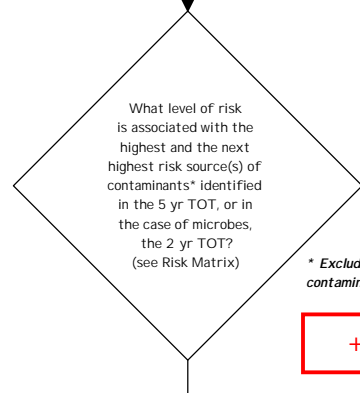 What level of risk
is associated with the
highest and the next
highest risk source(s) of
contaminants* identified
in the 5 yr TOT, or in
the case of microbes,
the 2 yr TOT?
(see Risk Matrix)
*
+